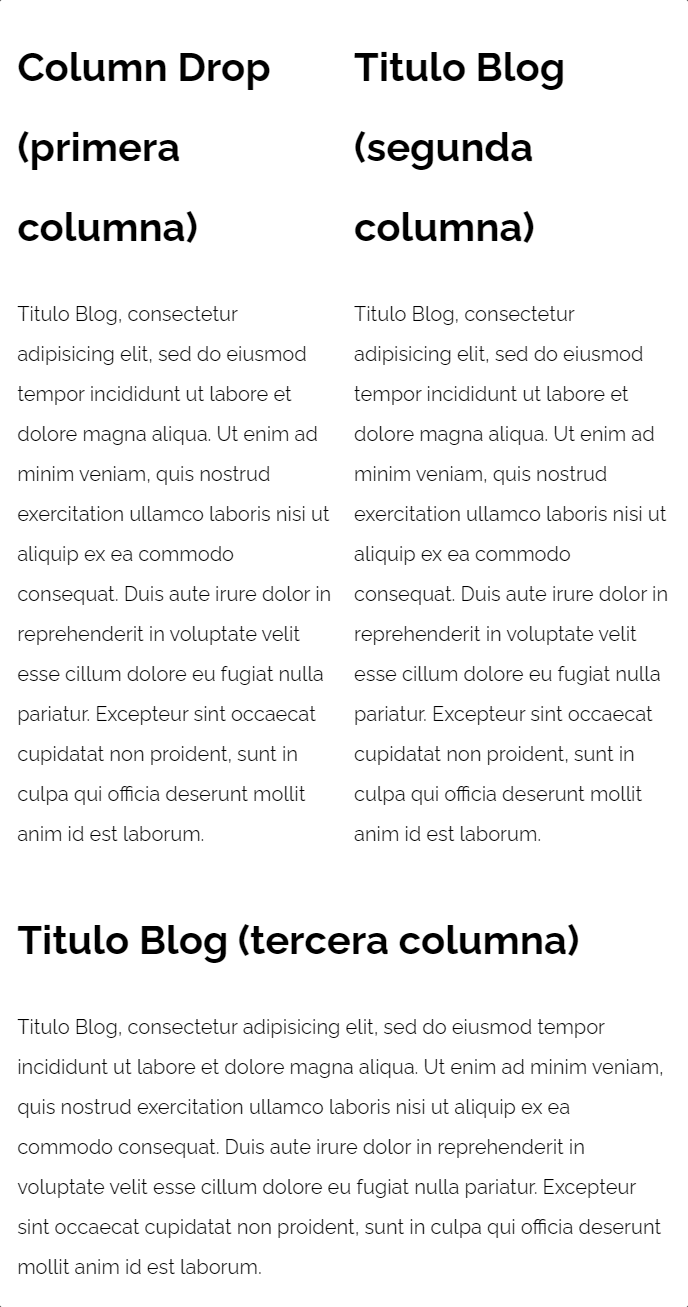 Column Drop
(primera
columna)
Titulo Blog, consectetur
adipisicing elit, sed do eiusmod
tempor incididunt ut labore et
dolore magna aliqua. Ut enim ad
minim veniam, quis nostrud
exercitation ullamco laboris nisi ut
aliquip ex ea commodo
consequat. Duis aute irure dolor in
reprehenderit in voluptate velit
esse cillum dolore eu fugiat nulla
pariatur. Excepteur sint occaecat
cupidatat non proident, sunt in
culpa qui officia deserunt mollit
anim id est laborum.
Titulo Blog
(segunda
columna)
Titulo Blog, consectetur
adipisicing elit, sed do eiusmod
tempor incididunt ut labore et
dolore magna aliqua. Ut enim ad
minim veniam, quis nostrud
exercitation ullamco laboris nisi ut
aliquip ex ea commodo
consequat. Duis aute irure dolor in
reprehenderit in voluptate velit
esse cillum dolore eu fugiat nulla
pariatur. Excepteur sint occaecat
cupidatat non proident, sunt in
culpa qui officia deserunt mollit
anim id est laborum.
Titulo Blog (tercera columna)
Titulo Blog, consectetur adipisicing elit, sed do eiusmod tempor
incididunt ut labore et dolore magna aliqua. Ut enim ad minim veniam,
quis nostrud exercitation ullamco laboris nisi ut aliquip ex ea
commodo consequat. Duis aute irure dolor in reprehenderit in
voluptate velit esse cillum dolore eu fugiat nulla pariatur. Excepteur
sint occaecat cupidatat non proident, sunt in culpa qui officia deserunt
mollit anim id est laborum.